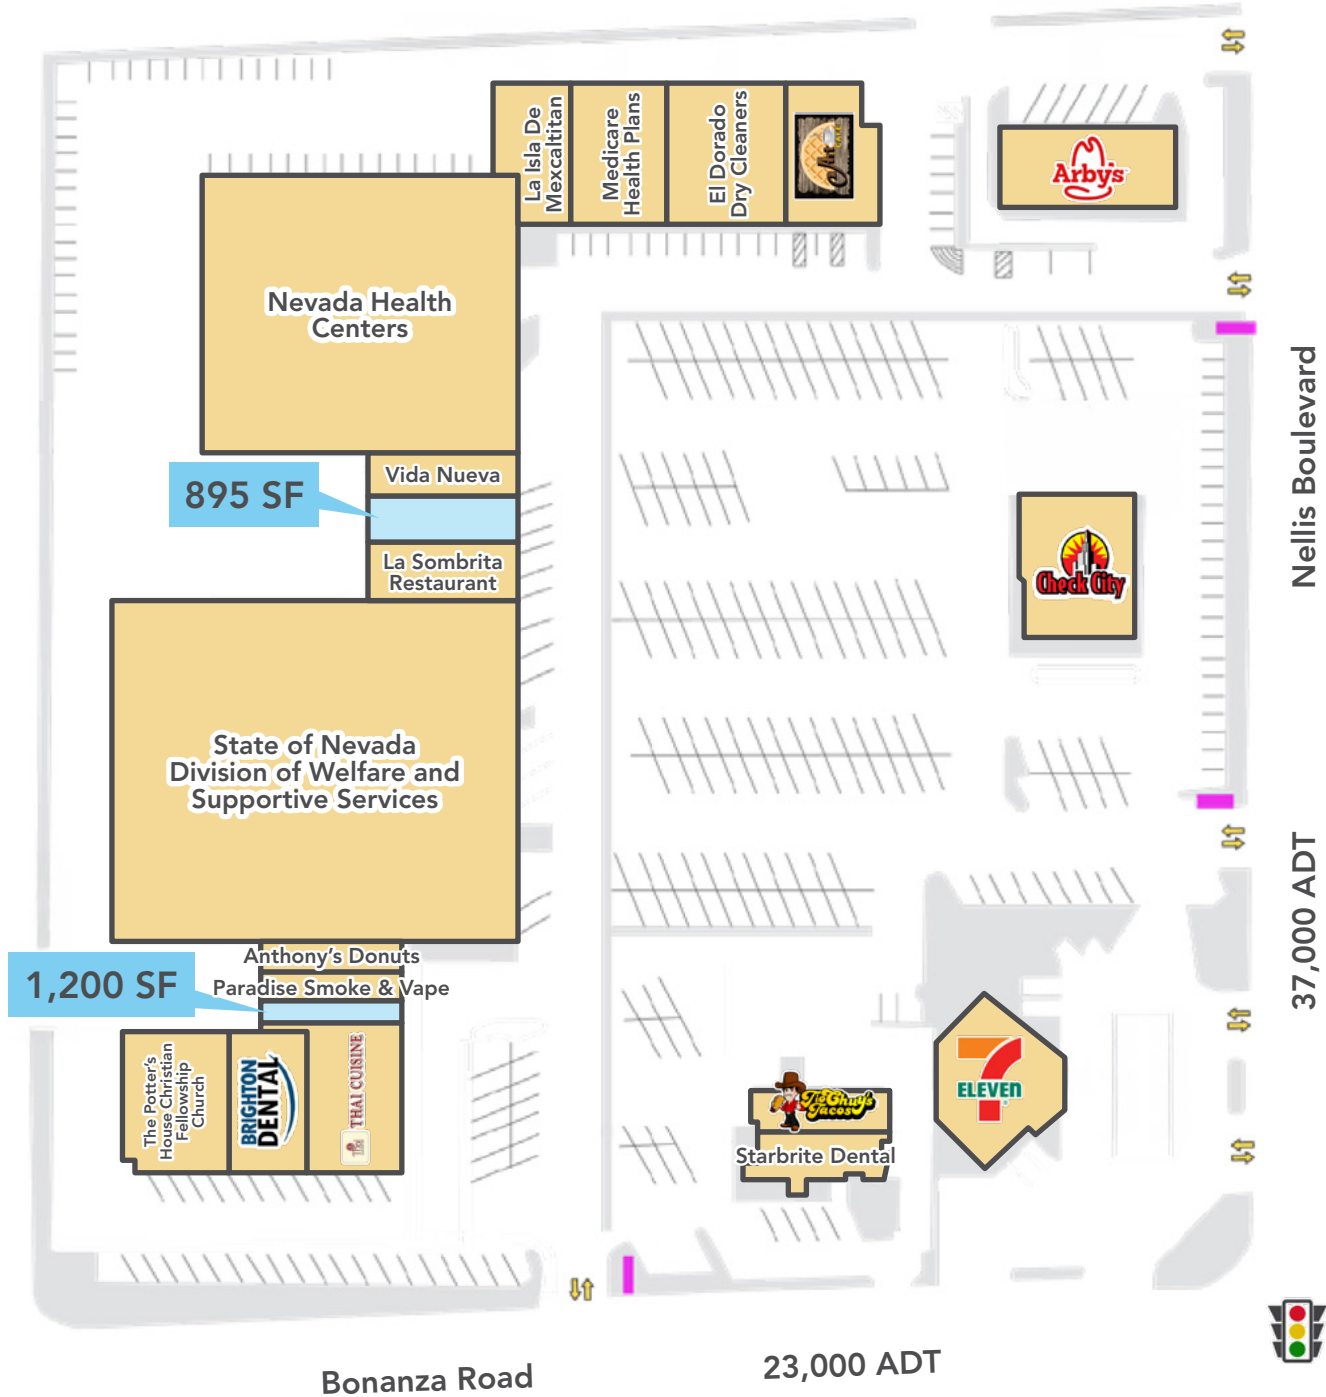 La Isla De
Mexcaltitan
Medicare
Health Plans
El Dorado
Dry Cleaners
Art
Arby's
Nevada Health
Centers
Vida Nueva
895 SF
La Sombrita
Restaurant
Check City
Nellis Boulevard
State of Nevada
Division of Welfare and
Supportive Services
37,000 ADT
Anthony's Donuts
Paradise Smoke & Vape
1,200 SF
The Potter's
House Christian
Fellowship
Church
BRIGHTON
DENTAL
THAI CUISINE
Tio Chuy's
Tacos
Starbrite Dental
7
ELEVEN
23,000 ADT
Bonanza Road